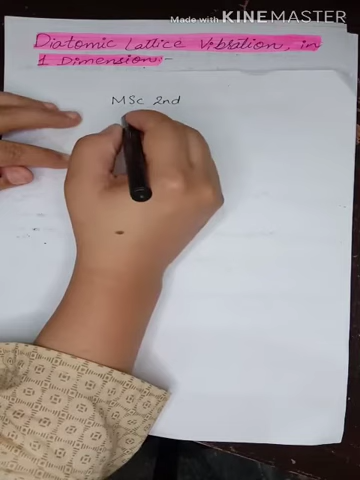 Made with KINEMASTER
Diatomic Lattice Vibration, in
1 Dimension:-
MSc 2nd